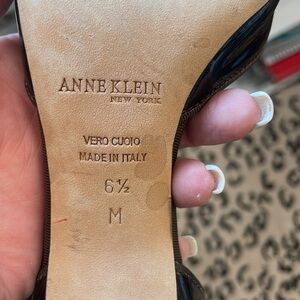 ANNE KLEIN
NEW YORK
VERO CUOIO
MADE IN ITALY
6½
M